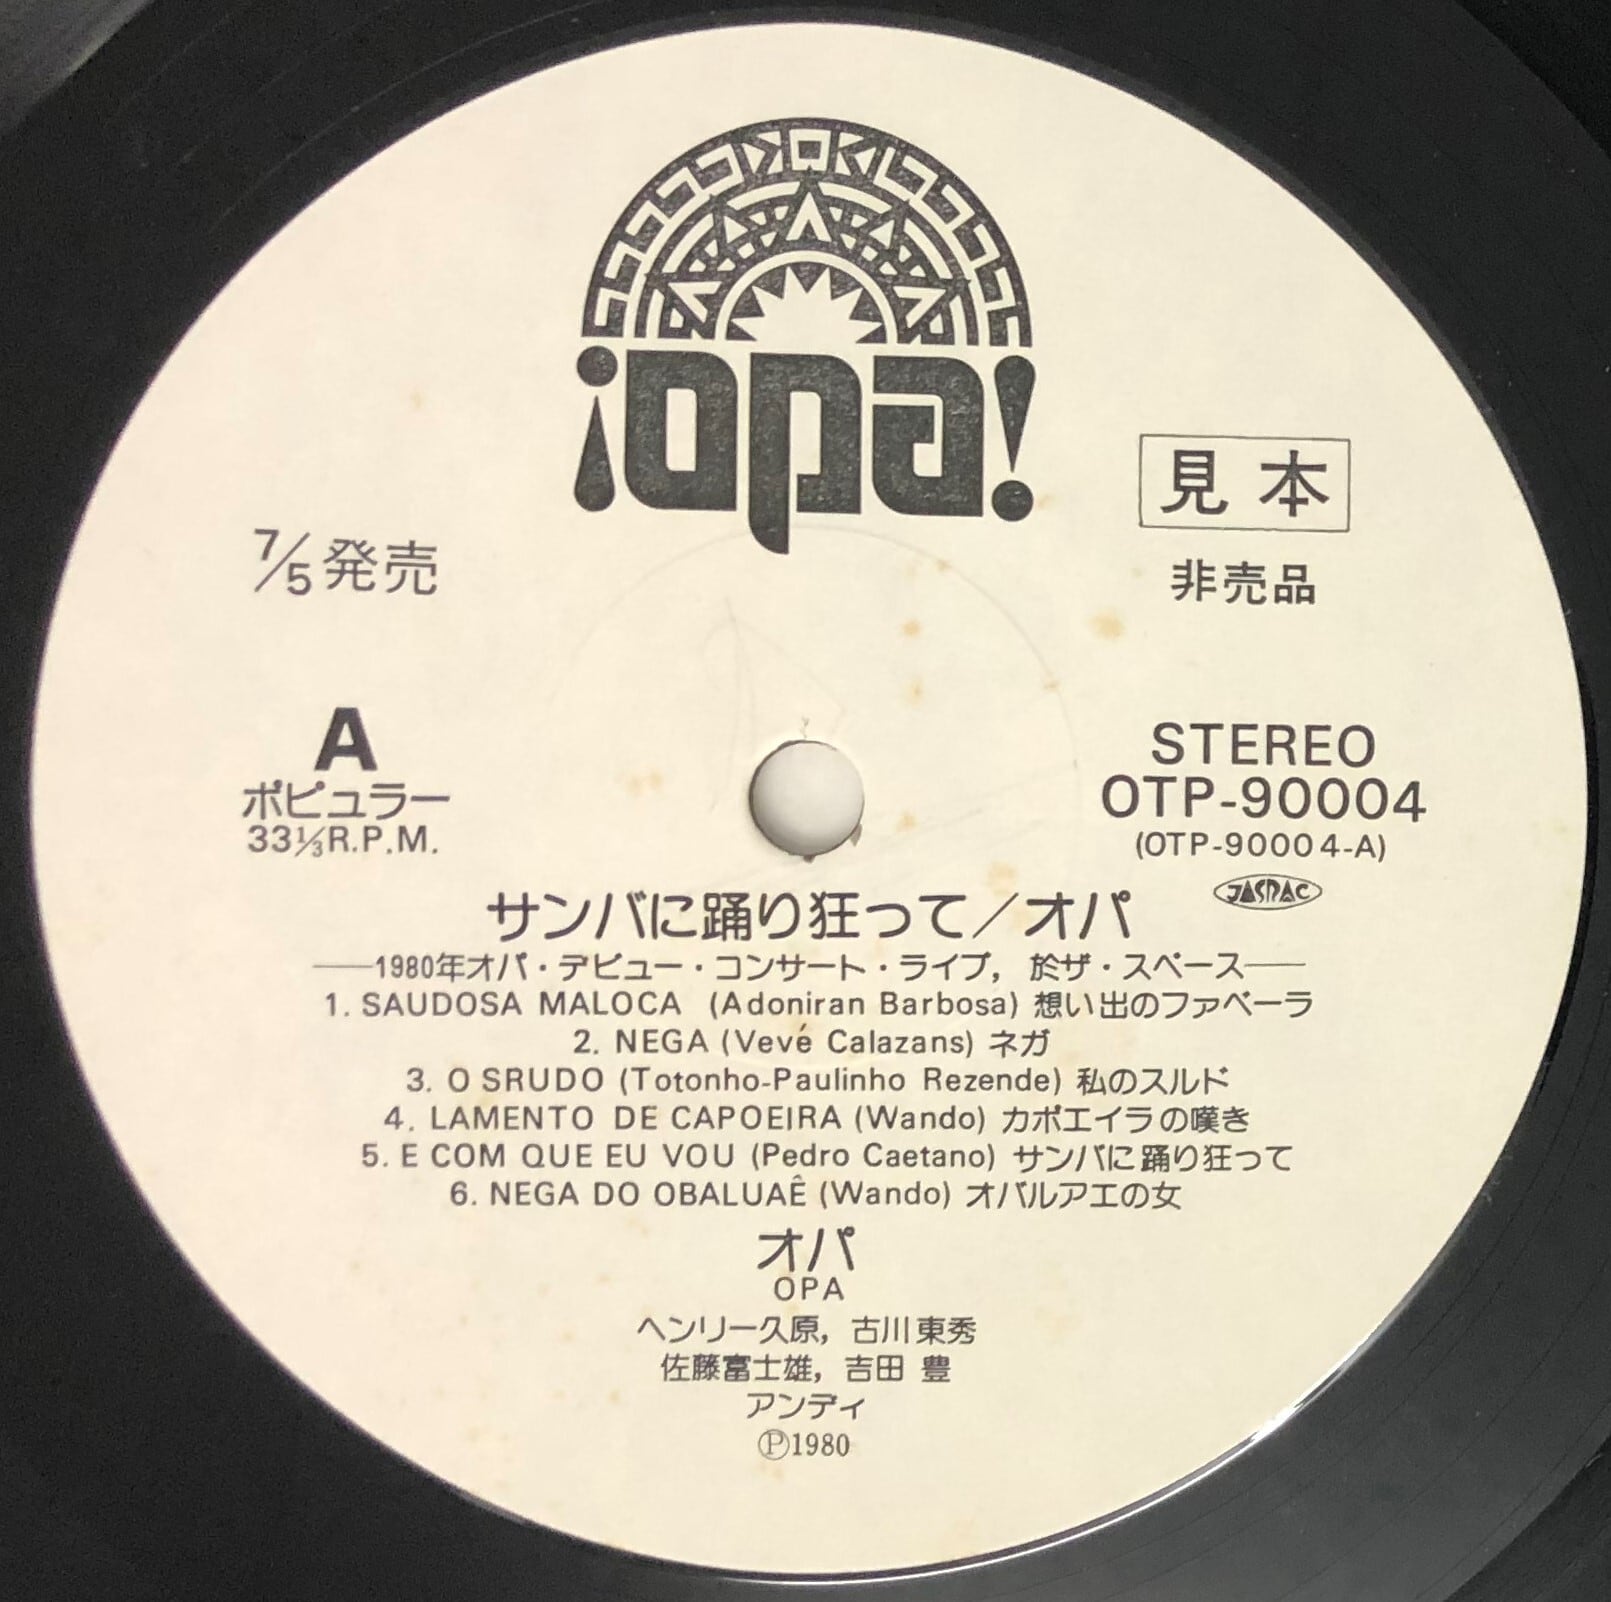 ¡opa!
見本
非売品
7/5発売
A
ポピュラー
33⅓R.P.M.
STEREO
OTP-90004
(OTP-90004-A)
JASRAC
サンバに踊り狂って/オパ
──1980年オパ・デビュー・コンサート・ライブ, 於ザ・スペース──
1. SAUDOSA MALOCA (Adoniran Barbosa) 想い出のファベーラ
2. NEGA (Vevé Calazans) ネガ
3. O SRUDO (Totonho-Paulinho Rezende) 私のスルド
4. LAMENTO DE CAPOEIRA (Wando) カポエイラの嘆き
5. E COM QUE EU VOU (Pedro Caetano) サンバに踊り狂って
6. NEGA DO OBALUAÊ (Wando) オバルアエの女
オパ
OPA
ヘンリー久原, 古川東秀
佐藤富士雄, 吉田 豊
アンディ
Ⓟ1980